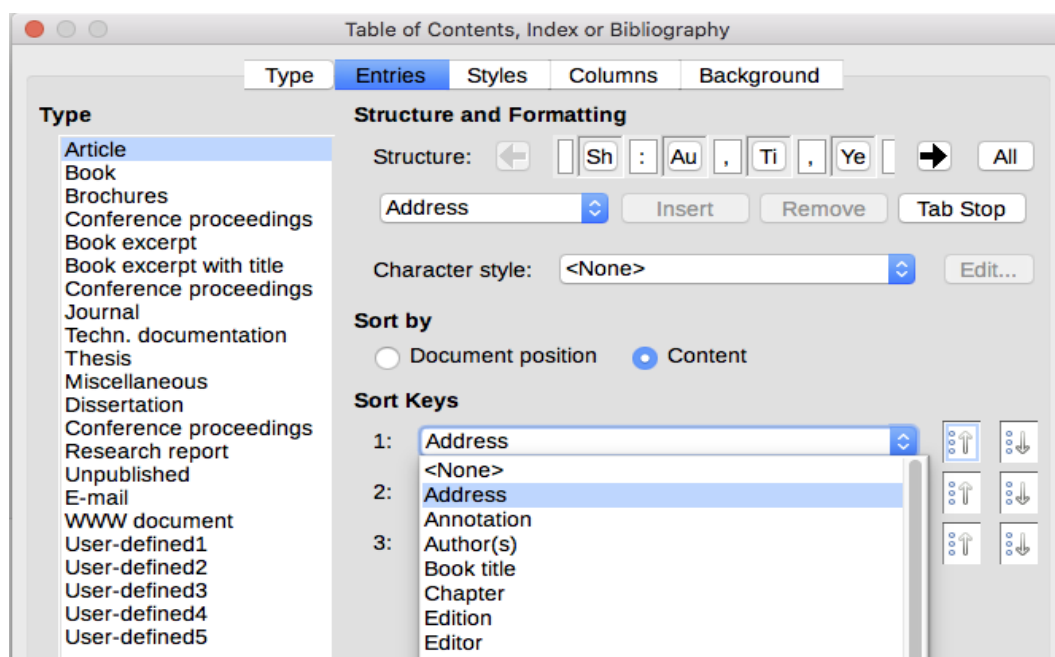 Table of Contents, Index or Bibliography
Type Entries Styles Columns Background
Type
Article
Book
Brochures
Conference proceedings
Book excerpt
Book excerpt with title
Conference proceedings
Journal
Techn. documentation
Thesis
Miscellaneous
Dissertation
Conference proceedings
Research report
Unpublished
E-mail
WWW document
User-defined1
User-defined2
User-defined3
User-defined4
User-defined5
Structure and Formatting
Structure: Sh : Au , Ti , Ye All
Address Insert Remove Tab Stop
Character style: <None> Edit...
Sort by
Document position Content
Sort Keys
1: Address
<None>
2: Address
Annotation
3: Author(s)
Book title
Chapter
Edition
Editor